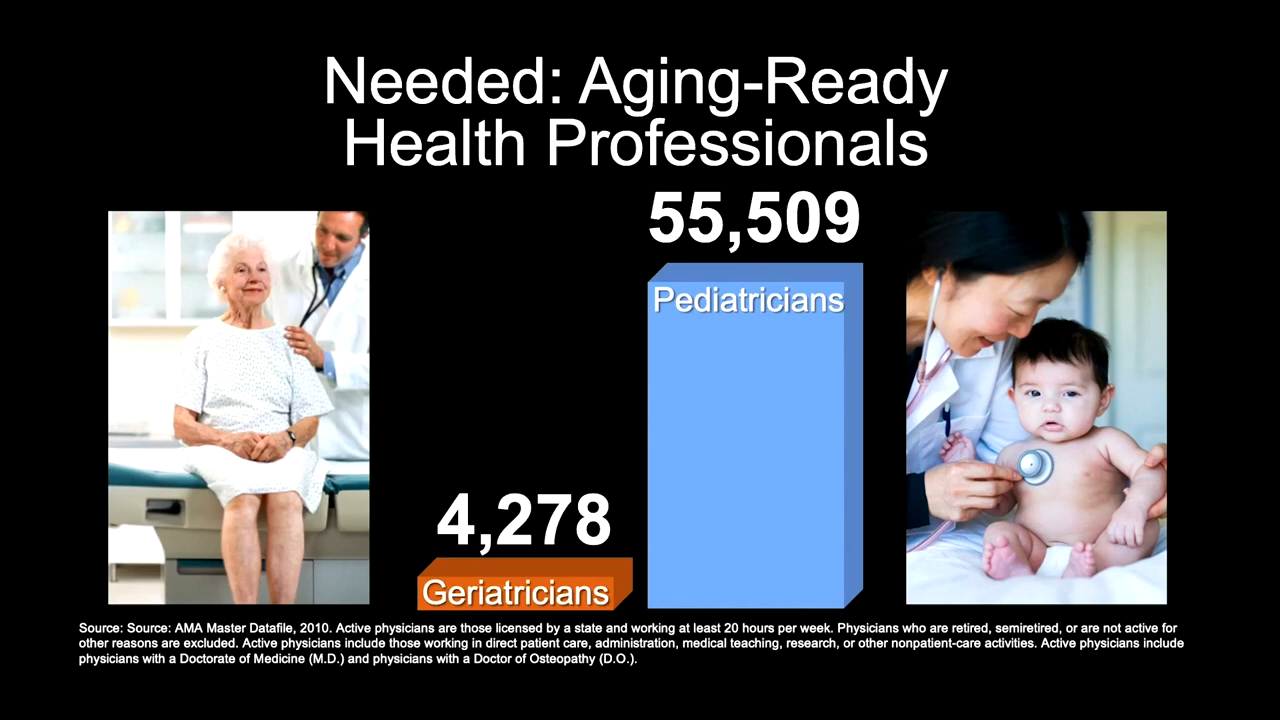 Needed: Aging-Ready
Health Professionals
55,509
Pediatricians
4,278
Geriatricians
Source: Source: AMA Master Datafile, 2010. Active physicians are those licensed by a state and working at least 20 hours per week. Physicians who are retired, semiretired, or are not active for
other reasons are excluded. Active physicians include those working in direct patient care, administration, medical teaching, research, or other nonpatient-care activities. Active physicians include
physicians with a Doctorate of Medicine (M.D.) and physicians with a Doctor of Osteopathy (D.O.).